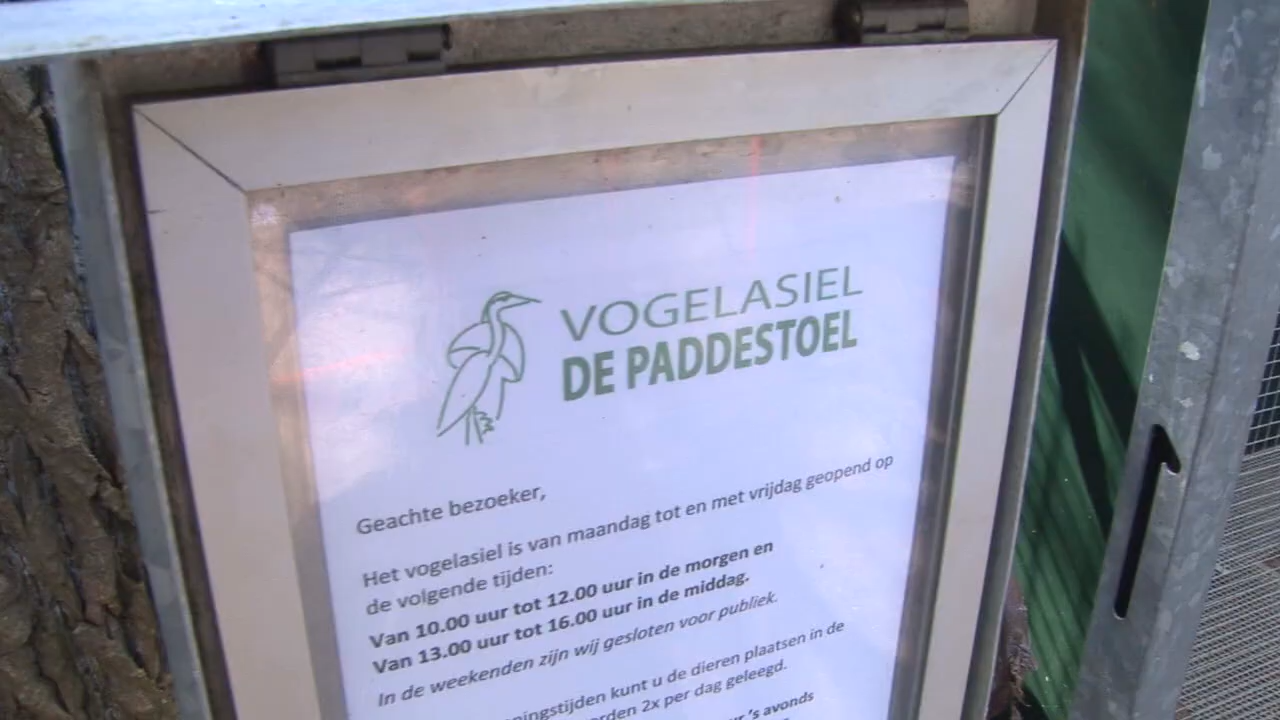 VOGELASIEL
DE PADDESTOEL
Geachte bezoeker,
Het vogelasiel is van maandag tot en met vrijdag geopend op
de volgende tijden:
Van 10.00 uur tot 12.00 uur in de morgen en
Van 13.00 uur tot 16.00 uur in de middag.
In de weekenden zijn wij gesloten voor publiek.
kunt u de dieren plaatsen in de
2x per dag geleegd.
's avonds